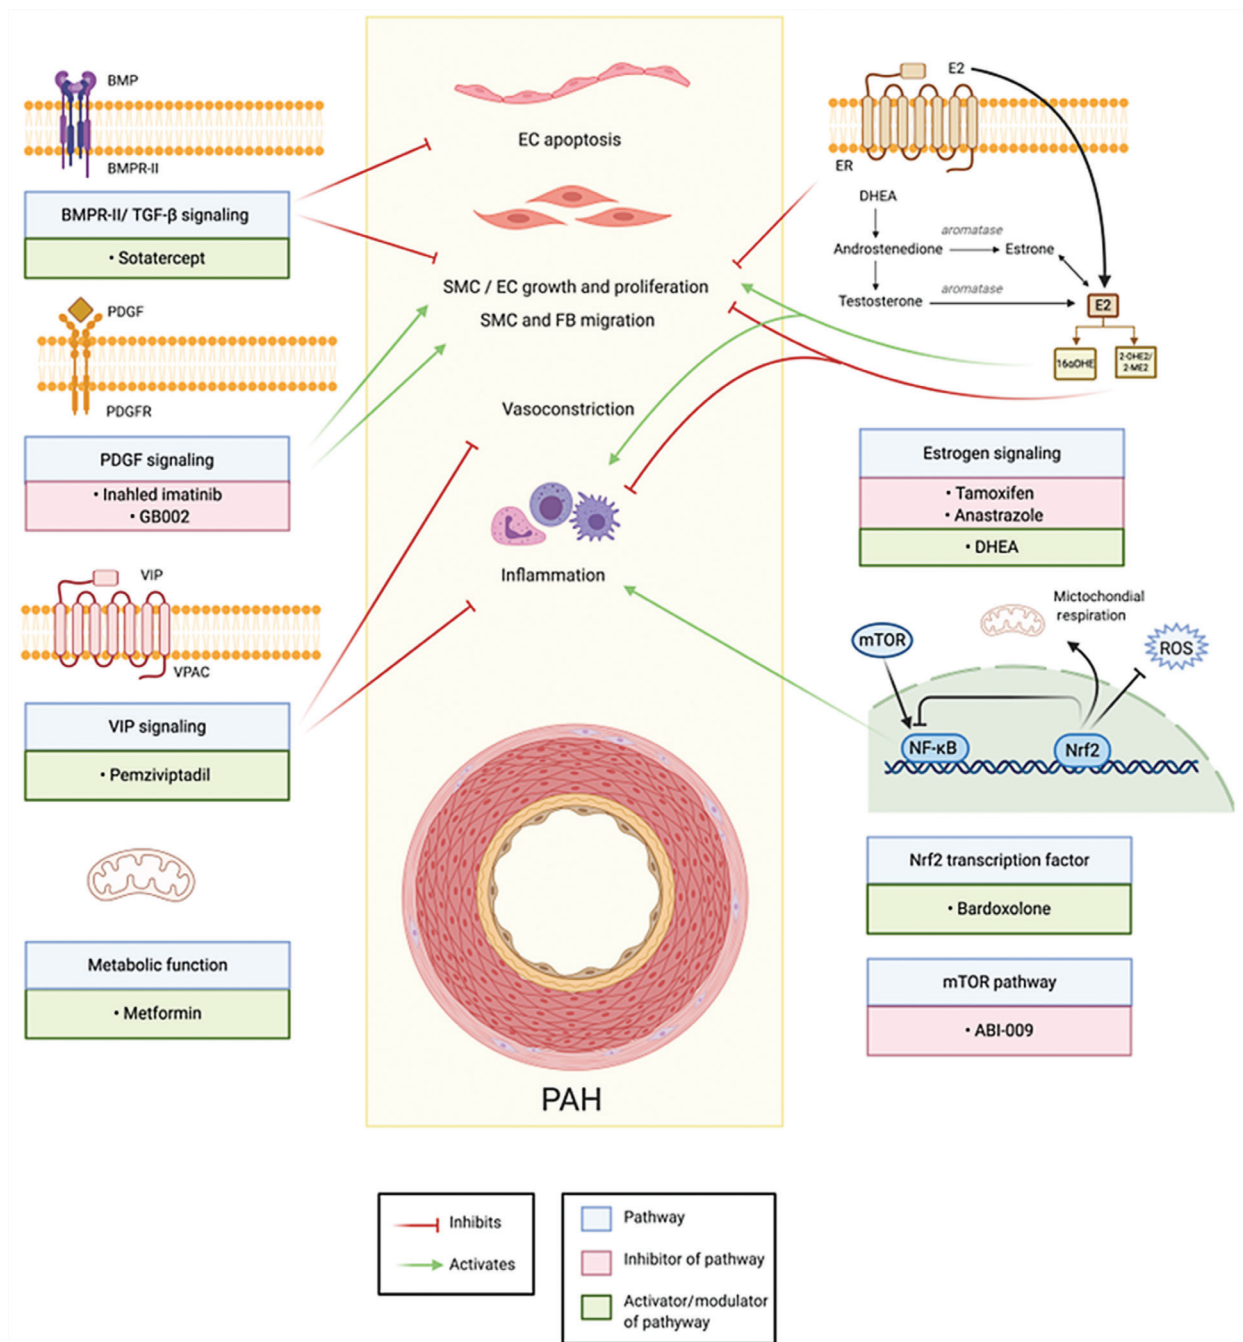 BMP
BMPR-II
BMPR-II/ TGF-β signaling
• Sotatercept
PDGF
PDGFR
PDGF signaling
• Inahled imatinib
• GB002
VIP
VPAC
VIP signaling
• Pemziviptadil
Metabolic function
• Metformin
EC apoptosis
SMC / EC growth and proliferation
SMC and FB migration
Vasoconstriction
Inflammation
PAH
E2
ER
DHEA
aromatase
Androstenedione
Estrone
aromatase
Testosterone
E2
16αOHE
2-OHE2/
2-ME2
Estrogen signaling
• Tamoxifen
• Anastrazole
• DHEA
Mictochondial
respiration
mTOR
ROS
NF-κB
Nrf2
Nrf2 transcription factor
• Bardoxolone
mTOR pathway
• ABI-009
Inhibits
Activates
Pathway
Inhibitor of pathway
Activator/modulator
of pathyway